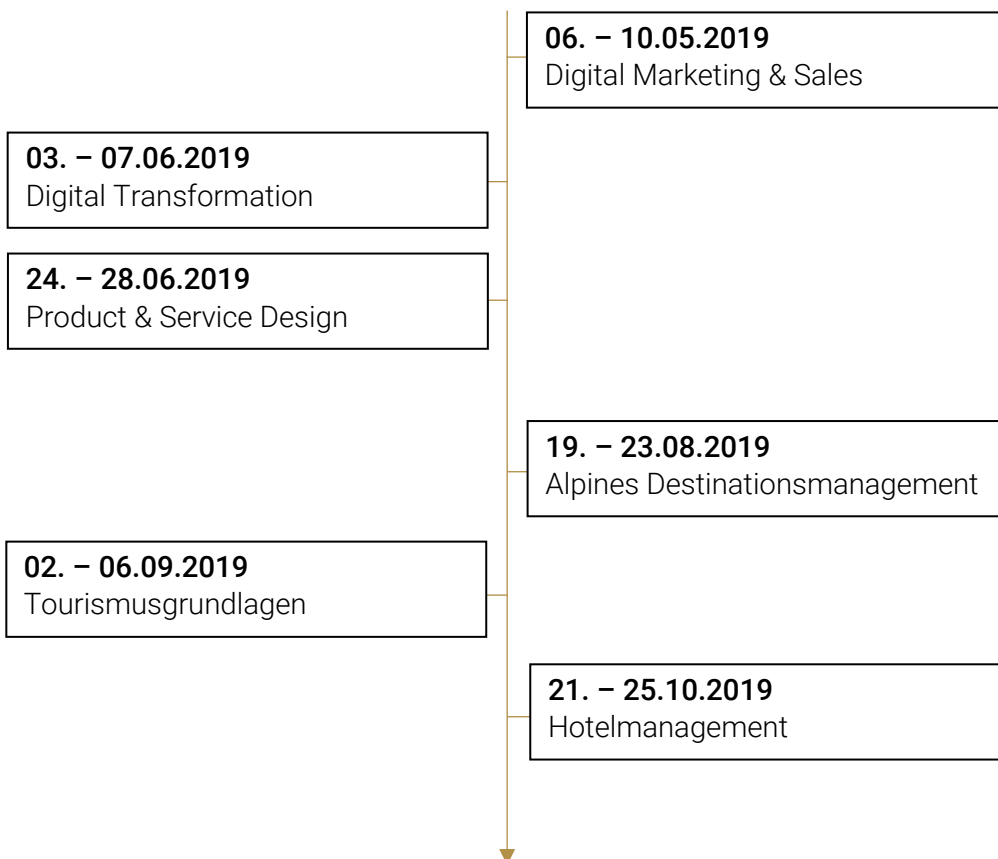 06. – 10.05.2019
Digital Marketing & Sales
03. – 07.06.2019
Digital Transformation
24. – 28.06.2019
Product & Service Design
19. – 23.08.2019
Alpines Destinationsmanagement
02. – 06.09.2019
Tourismusgrundlagen
21. – 25.10.2019
Hotelmanagement